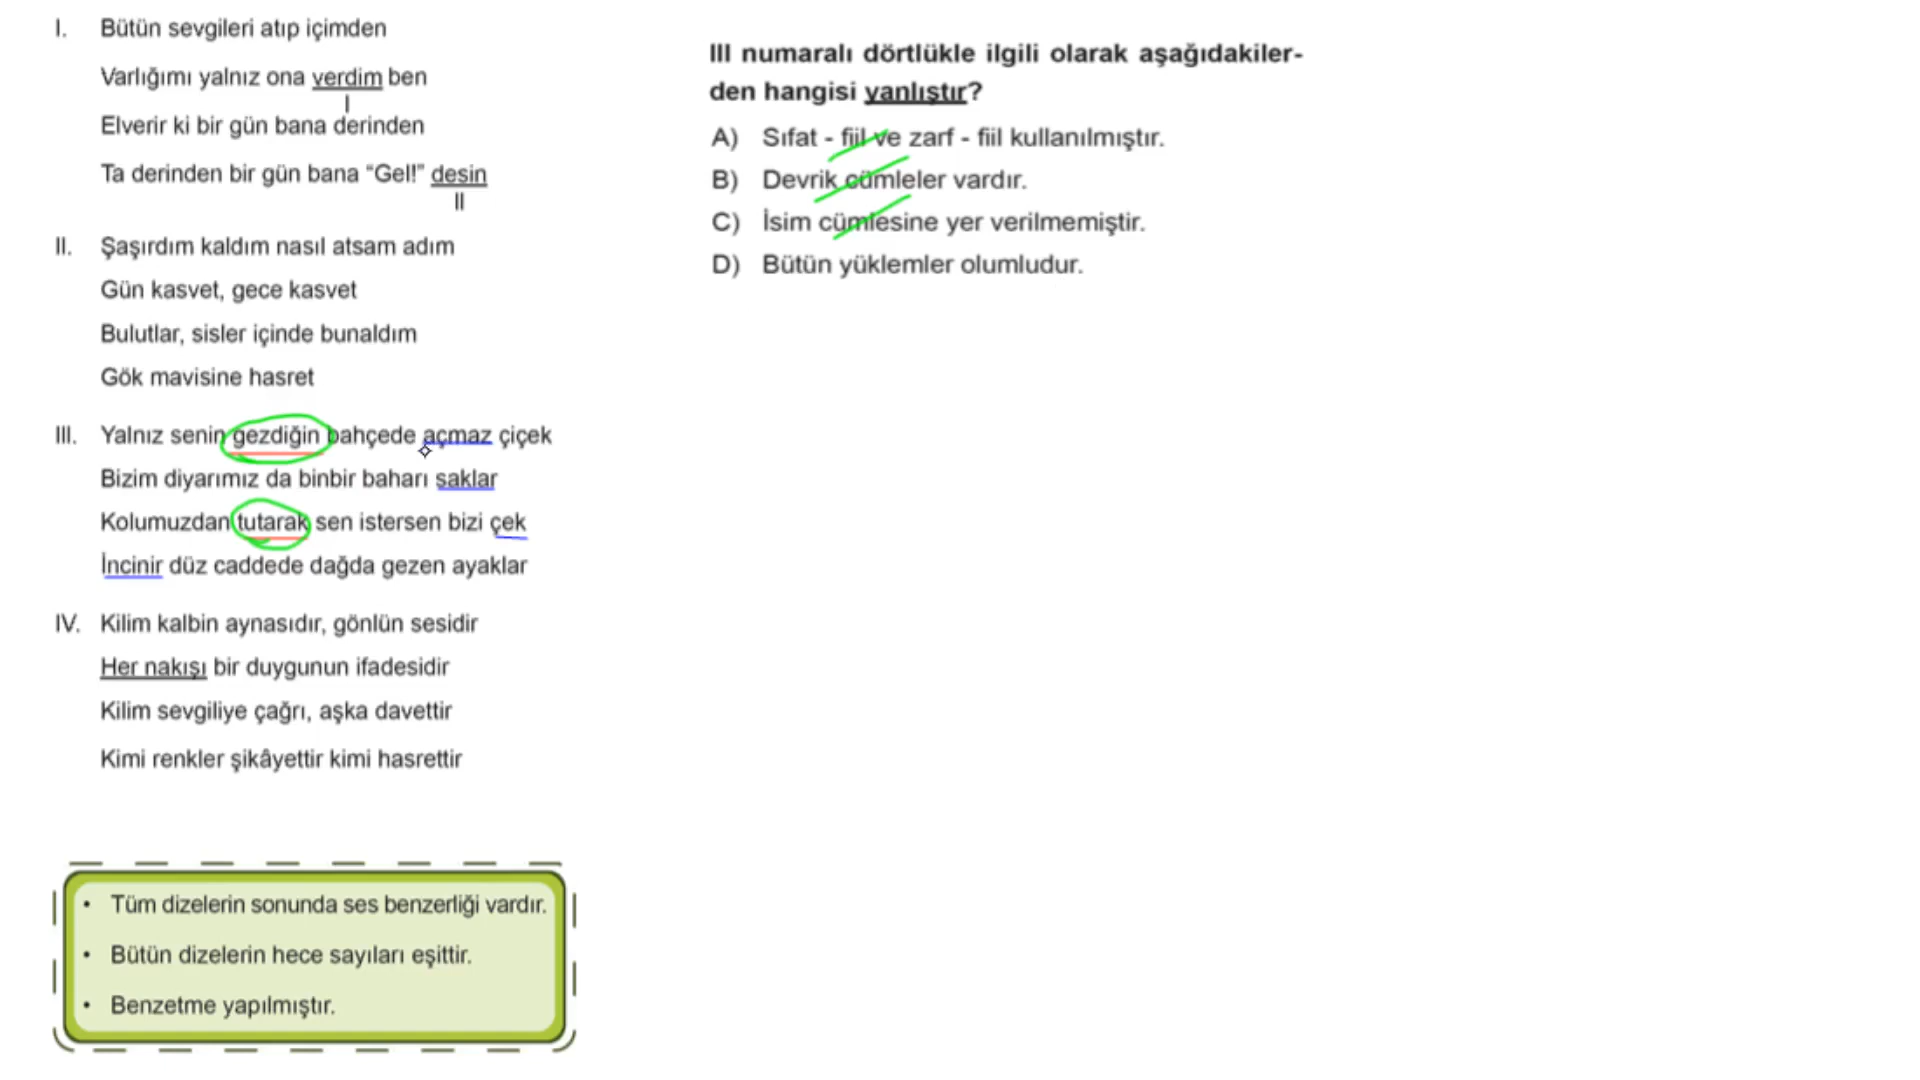 I. Bütün sevgileri atıp içimden
Varlığımı yalnız ona verdim ben
I
Elverir ki bir gün bana derinden
Ta derinden bir gün bana “Gel!” desin
II
II. Şaşırdım kaldım nasıl atsam adım
Gün kasvet, gece kasvet
Bulutlar, sisler içinde bunaldım
Gök mavisine hasret
III. Yalnız senin gezdiğin bahçede açmaz çiçek
Bizim diyarımız da binbir baharı saklar
Kolumuzdan tutarak sen istersen bizi çek
İncinir düz caddede dağda gezen ayaklar
IV. Kilim kalbin aynasıdır, gönlün sesidir
Her nakışı bir duygunun ifadesidir
Kilim sevgiliye çağrı, aşka davettir
Kimi renkler şikâyettir kimi hasrettir
• Tüm dizelerin sonunda ses benzerliği vardır.
• Bütün dizelerin hece sayıları eşittir.
• Benzetme yapılmıştır.
III numaralı dörtlükle ilgili olarak aşağıdakiler-
den hangisi yanlıştır?
A) Sıfat - fiil ve zarf - fiil kullanılmıştır.
B) Devrik cümleler vardır.
C) İsim cümlesine yer verilmemiştir.
D) Bütün yüklemler olumludur.